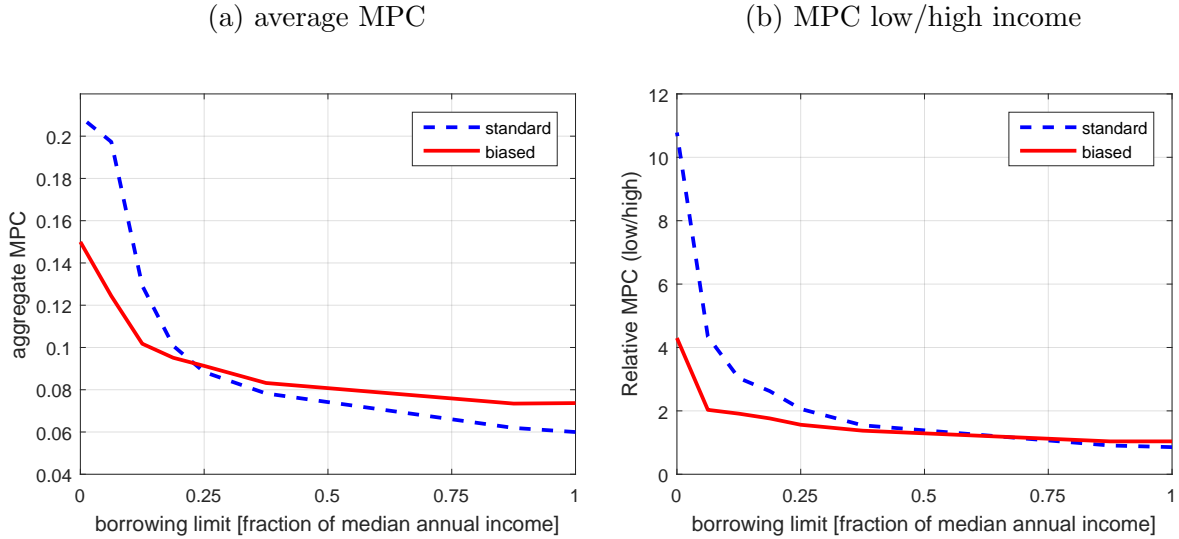 (a) average MPC
(b) MPC low/high income
aggregate MPC
0.2
0.18
0.16
0.14
0.12
0.1
0.08
0.06
0.04
0
0.25
0.5
0.75
1
borrowing limit [fraction of median annual income]
standard
biased
Relative MPC (low/high)
12
10
8
6
4
2
0
0
0.25
0.5
0.75
1
borrowing limit [fraction of median annual income]
standard
biased